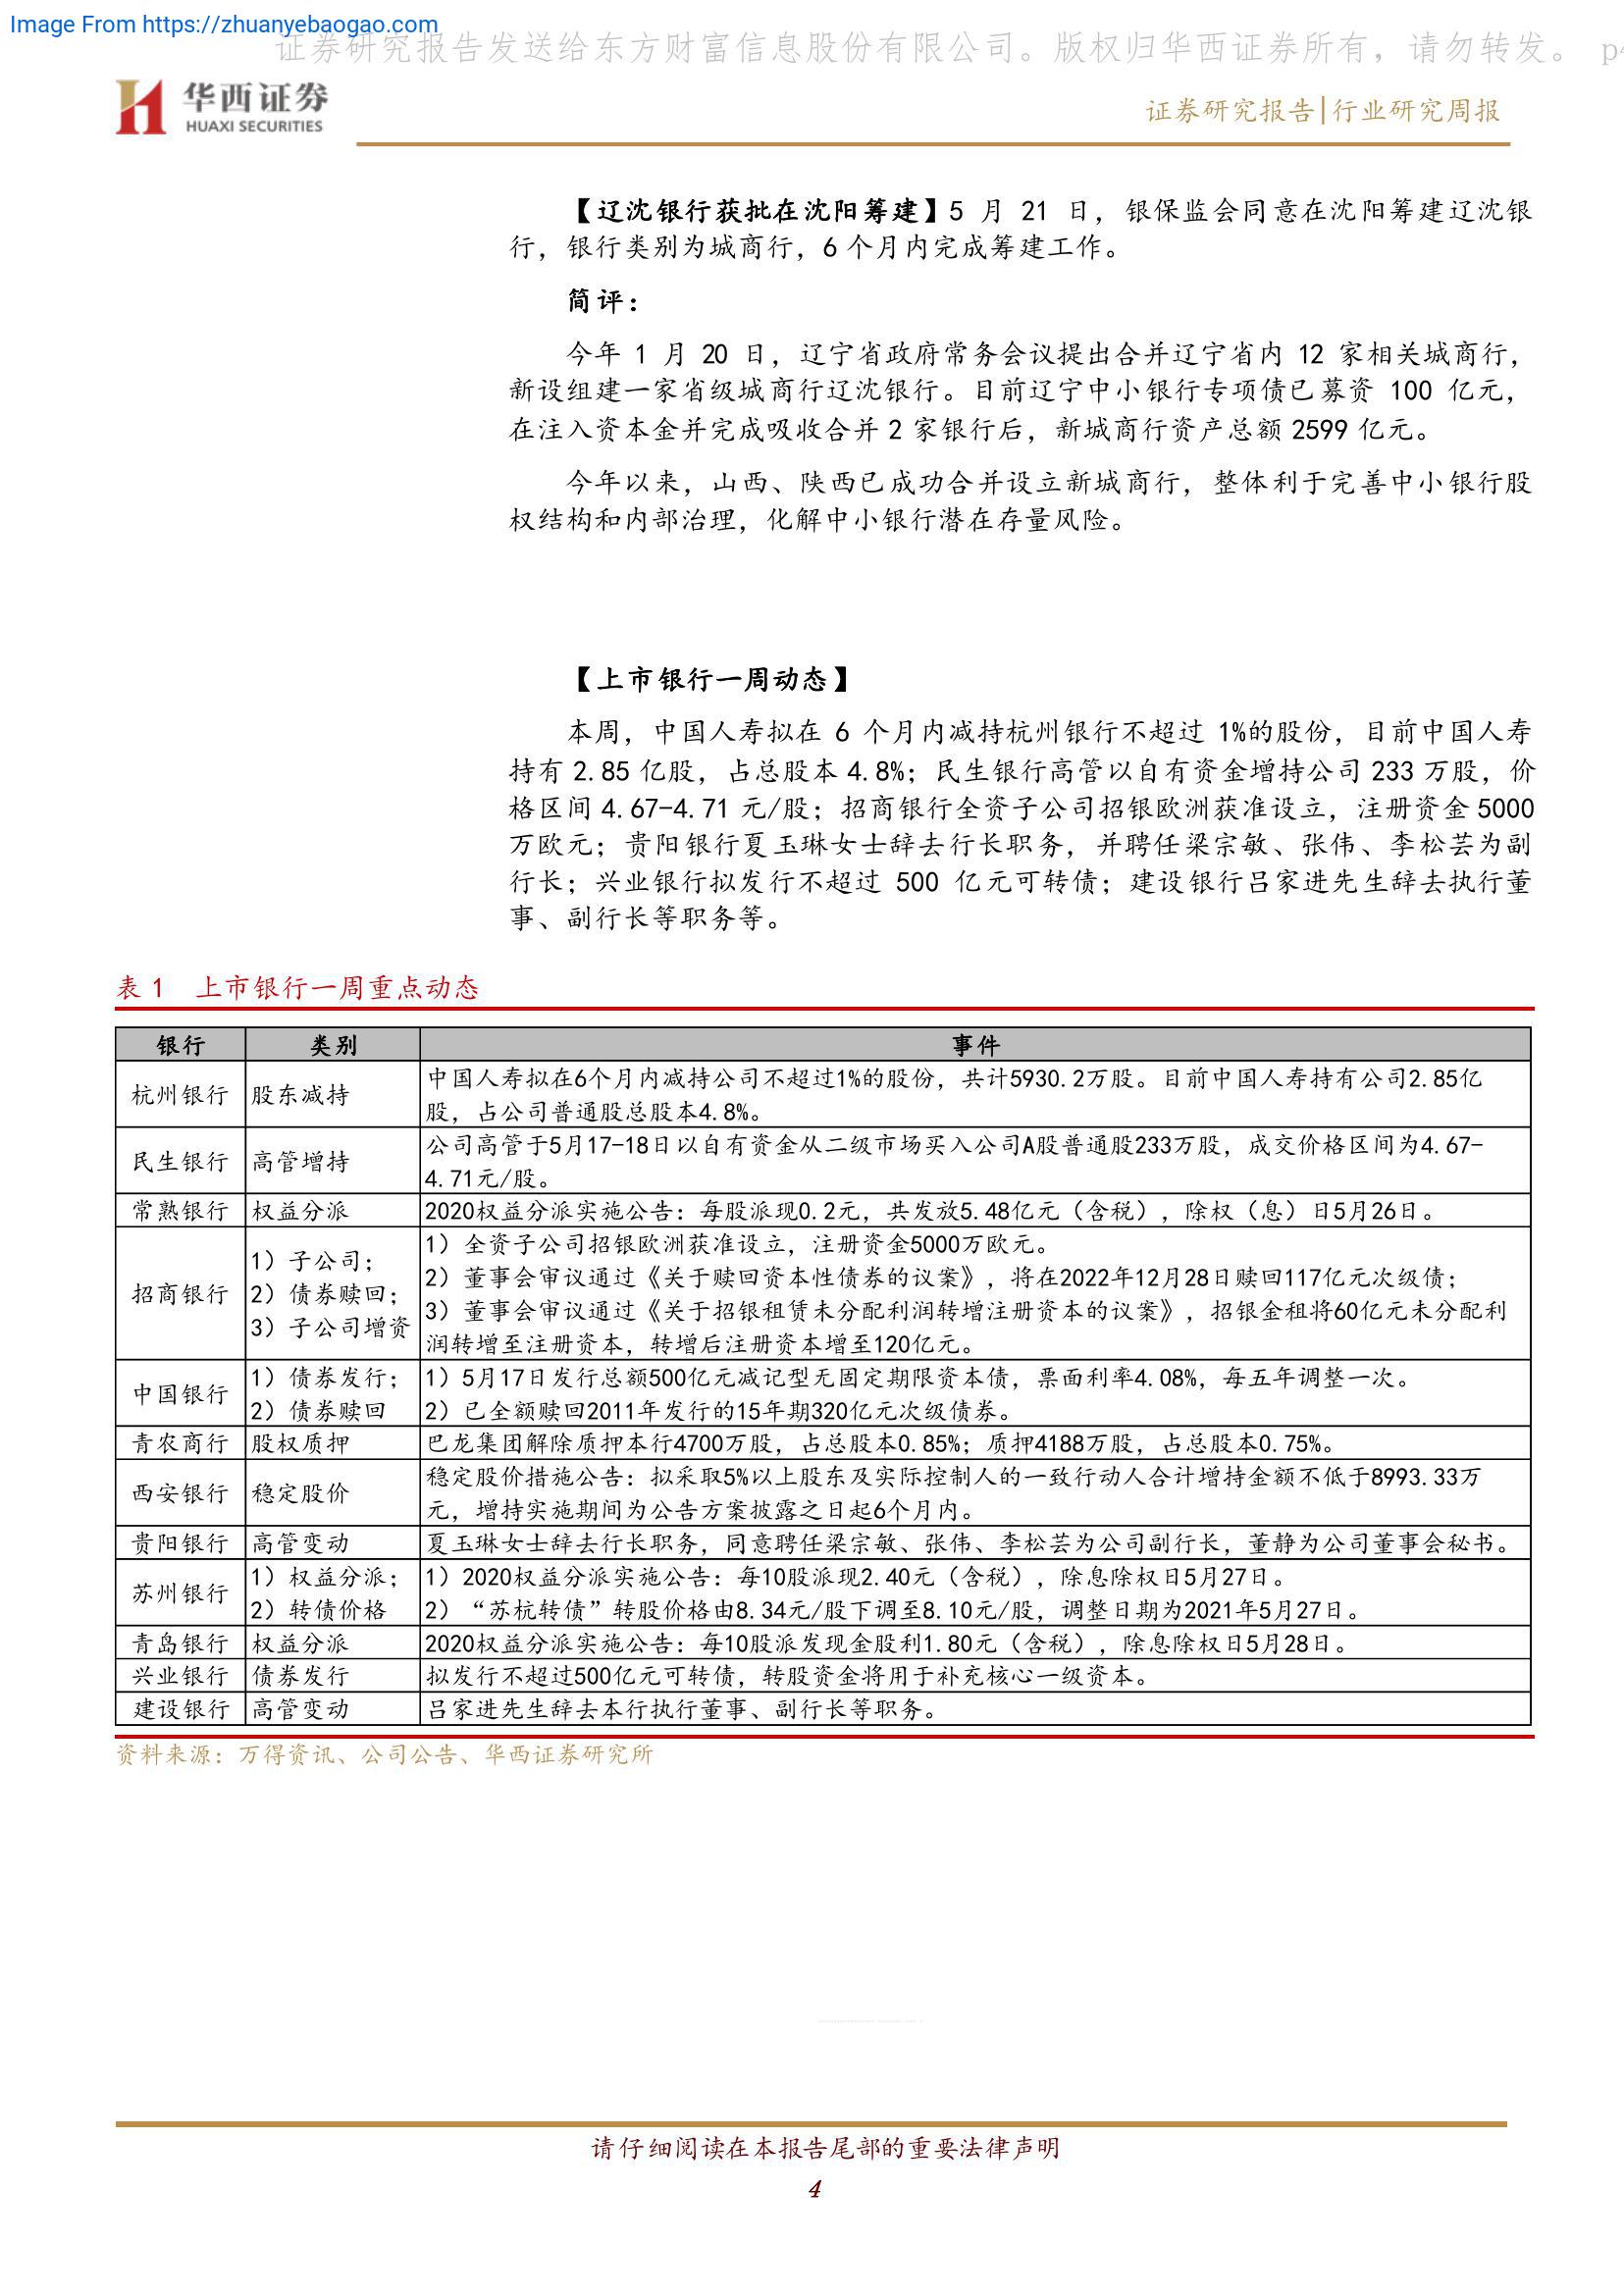 Image From https://zhuanyebaogao.com
证券研究报告发送给东方财富信息股份有限公司。版权归华西证券所有，请勿转发。 p4
华西证券
HUAXI SECURITIES
证券研究报告|行业研究周报
【辽沈银行获批在沈阳筹建】5 月 21 日，银保监会同意在沈阳筹建辽沈银
行，银行类别为城商行，6 个月内完成筹建工作。
简评：
今年 1 月 20 日，辽宁省政府常务会议提出合并辽宁省内 12 家相关城商行，
新设组建一家省级城商行辽沈银行。目前辽宁中小银行专项债已募资 100 亿元，
在注入资本金并完成吸收合并 2 家银行后，新城商行资产总额 2599 亿元。
今年以来，山西、陕西已成功合并设立新城商行，整体利于完善中小银行股
权结构和内部治理，化解中小银行潜在存量风险。
【上市银行一周动态】
本周，中国人寿拟在 6 个月内减持杭州银行不超过 1%的股份，目前中国人寿
持有 2.85 亿股，占总股本 4.8%；民生银行高管以自有资金增持公司 233 万股，价
格区间 4.67-4.71 元/股；招商银行全资子公司招银欧洲获准设立，注册资金 5000
万欧元；贵阳银行夏玉琳女士辞去行长职务，并聘任梁宗敏、张伟、李松芸为副
行长；兴业银行拟发行不超过 500 亿元可转债；建设银行吕家进先生辞去执行董
事、副行长等职务等。
表 1 上市银行一周重点动态
银行 类别 事件
杭州银行 股东减持 中国人寿拟在6个月内减持公司不超过1%的股份，共计5930.2万股。目前中国人寿持有公司2.85亿
股，占公司普通股总股本4.8%。
民生银行 高管增持 公司高管于5月17-18日以自有资金从二级市场买入公司A股普通股233万股，成交价格区间为4.67-
4.71元/股。
常熟银行 权益分派 2020权益分派实施公告：每股派现0.2元，共发放5.48亿元（含税），除权（息）日5月26日。
招商银行
1）子公司；
2）债券赎回；
3）子公司增资
1）全资子公司招银欧洲获准设立，注册资金5000万欧元。
2）董事会审议通过《关于赎回资本性债券的议案》，将在2022年12月28日赎回117亿元次级债；
3）董事会审议通过《关于招银租赁未分配利润转增注册资本的议案》，招银金租将60亿元未分配利
润转增至注册资本，转增后注册资本增至120亿元。
中国银行
1）债券发行；
2）债券赎回
1）5月17日发行总额500亿元减记型无固定期限资本债，票面利率4.08%，每五年调整一次。
2）已全额赎回2011年发行的15年期320亿元次级债券。
青农商行 股权质押 巴龙集团解除质押本行4700万股，占总股本0.85%；质押4188万股，占总股本0.75%。
西安银行 稳定股价 稳定股价措施公告：拟采取5%以上股东及实际控制人的一致行动人合计增持金额不低于8993.33万
元，增持实施期间为公告方案披露之日起6个月内。
贵阳银行 高管变动 夏玉琳女士辞去行长职务，同意聘任梁宗敏、张伟、李松芸为公司副行长，董静为公司董事会秘书。
苏州银行
1）权益分派；
2）转债价格
1）2020权益分派实施公告：每10股派现2.40元（含税），除息除权日5月27日。
2）“苏杭转债”转股价格由8.34元/股下调至8.10元/股，调整日期为2021年5月27日。
青岛银行 权益分派 2020权益分派实施公告：每10股派发现金股利1.80元（含税），除息除权日5月28日。
兴业银行 债券发行 拟发行不超过500亿元可转债，转股资金将用于补充核心一级资本。
建设银行 高管变动 吕家进先生辞去本行执行董事、副行长等职务。
资料来源：万得资讯、公司公告、华西证券研究所
请仔细阅读在本报告尾部的重要法律声明
4